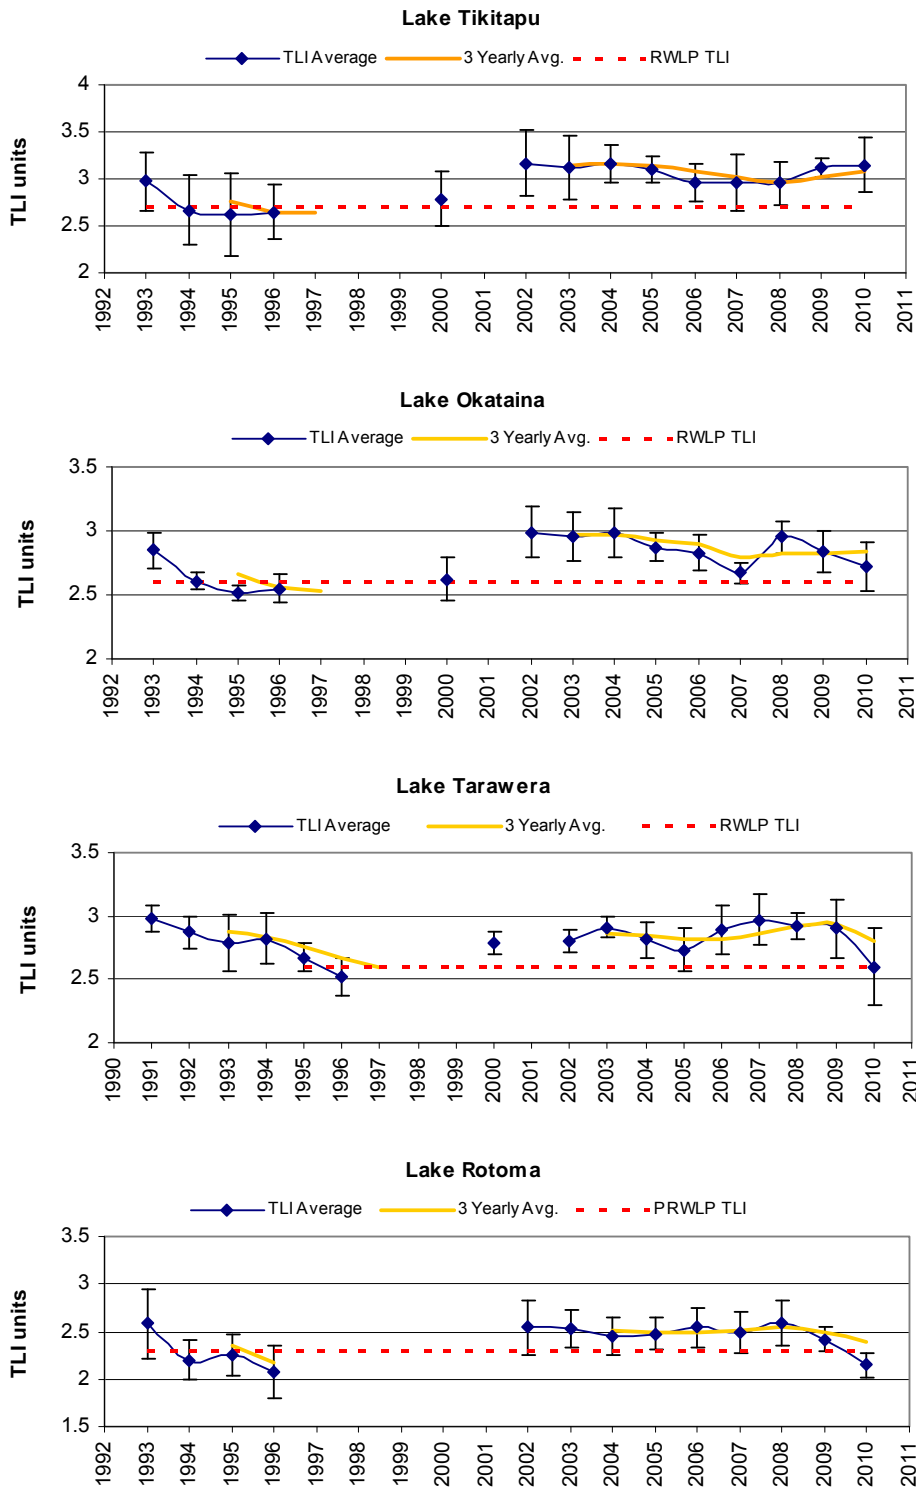 Lake Tikitapu
TLI Average 3 Yearly Avg. RWLP TLI
TLI units
4
3.5
3
2.5
2
1992 1993 1994 1995 1996 1997 1998 1999 2000 2001 2002 2003 2004 2005 2006 2007 2008 2009 2010 2011
Lake Okataina
TLI Average 3 Yearly Avg. RWLP TLI
TLI units
3.5
3
2.5
2
1992 1993 1994 1995 1996 1997 1998 1999 2000 2001 2002 2003 2004 2005 2006 2007 2008 2009 2010 2011
Lake Tarawera
TLI Average 3 Yearly Avg. RWLP TLI
TLI units
3.5
3
2.5
2
1990 1991 1992 1993 1994 1995 1996 1997 1998 1999 2000 2001 2002 2003 2004 2005 2006 2007 2008 2009 2010 2011
Lake Rotoma
TLI Average 3 Yearly Avg. PRWLP TLI
TLI units
3.5
3
2.5
2
1.5
1992 1993 1994 1995 1996 1997 1998 1999 2000 2001 2002 2003 2004 2005 2006 2007 2008 2009 2010 2011